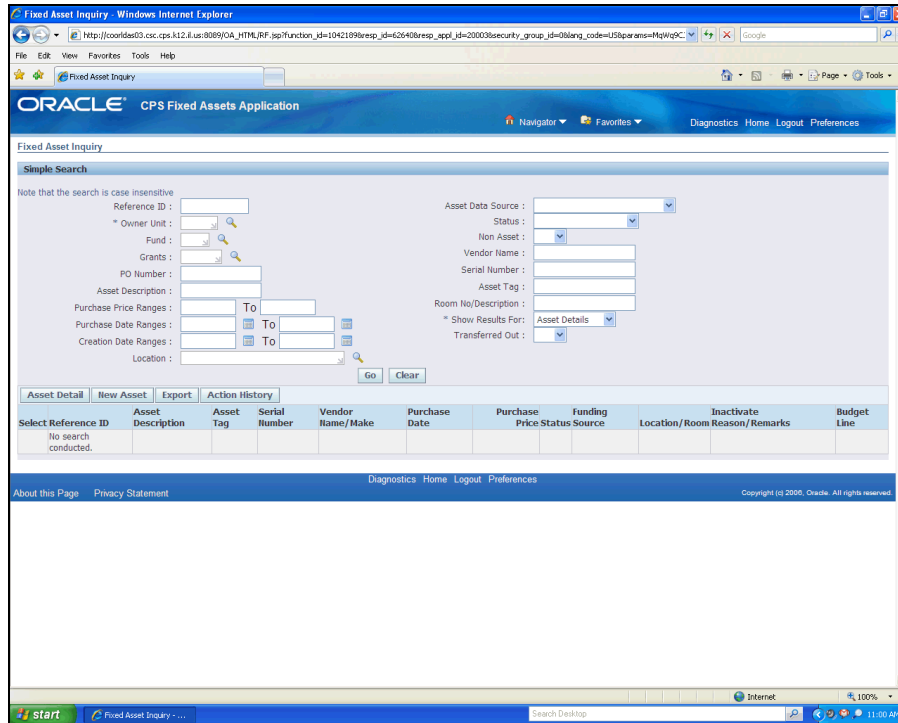 Fixed Asset Inquiry - Windows Internet Explorer
http://coorldas03.csc.cps.k12.il.us:8089/OA_HTML/RF.jsp?function_id=1042189&resp_id=62640&resp_appl_id=20003&security_group_id=0&lang_code=US&params=MqWq9C
Google
File Edit View Favorites Tools Help
Fixed Asset Inquiry
Page Tools
ORACLE CPS Fixed Assets Application
Navigator Favorites Diagnostics Home Logout Preferences
Fixed Asset Inquiry
Simple Search
Note that the search is case insensitive
Reference ID :
* Owner Unit :
Fund :
Grants :
PO Number :
Asset Description :
Purchase Price Ranges : To
Purchase Date Ranges : To
Creation Date Ranges : To
Location :
Asset Data Source :
Status :
Non Asset :
Vendor Name :
Serial Number :
Asset Tag :
Room No/Description :
* Show Results For: Asset Details
Transferred Out :
Go Clear
Asset Detail New Asset Export Action History
Select Reference ID Asset Description Asset Tag Serial Number Vendor Name/Make Purchase Date Purchase Price Status Funding Source Location/Room Inactivate Reason/Remarks Budget Line
No search conducted.
Diagnostics Home Logout Preferences
About this Page Privacy Statement
Copyright (c) 2006, Oracle. All rights reserved.
Internet 100%
start Fixed Asset Inquiry - ... Search Desktop 11:00 AM